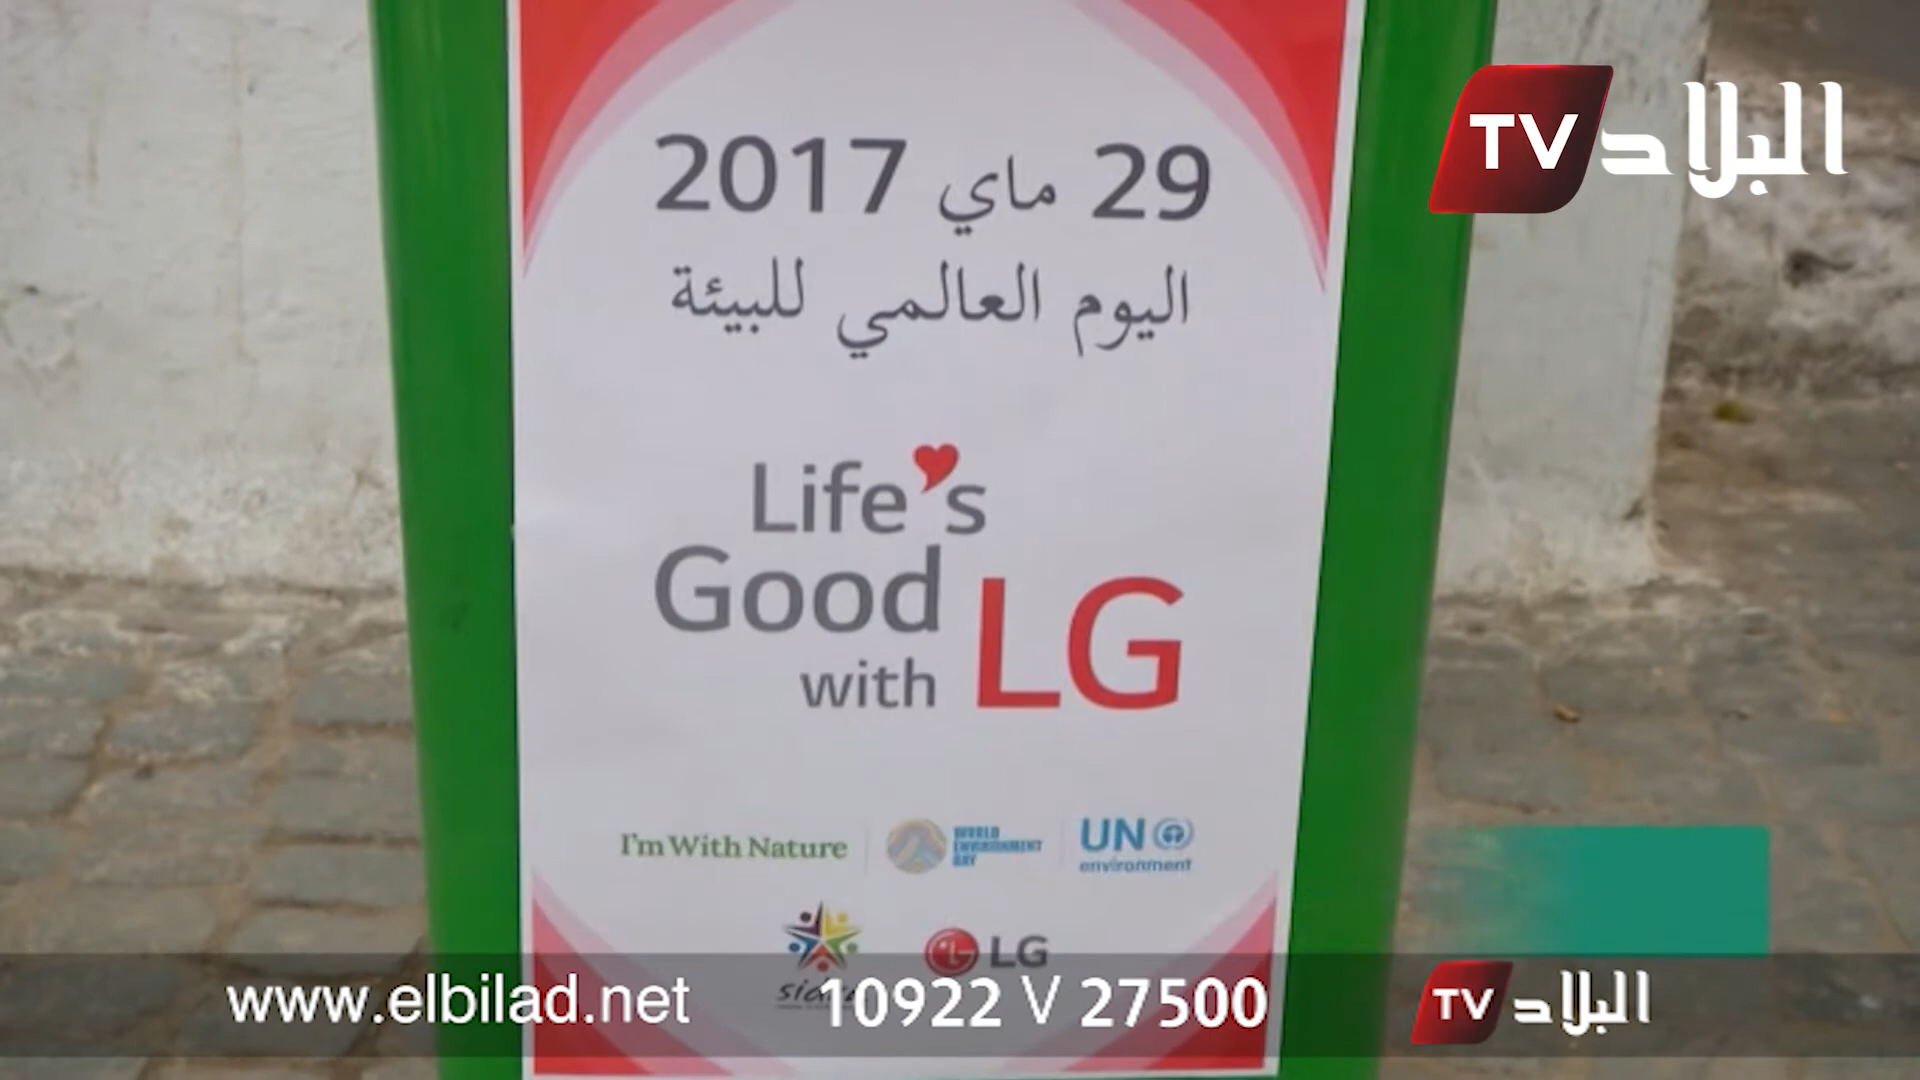 TV البلاد
29 ماي 2017
اليوم العالمي للبيئة
Life's
Good
with LG
I'm With Nature
WORLD ENVIRONMENT DAY
UN environment
LG
www.elbilad.net
10922 V 27500
TV البلاد